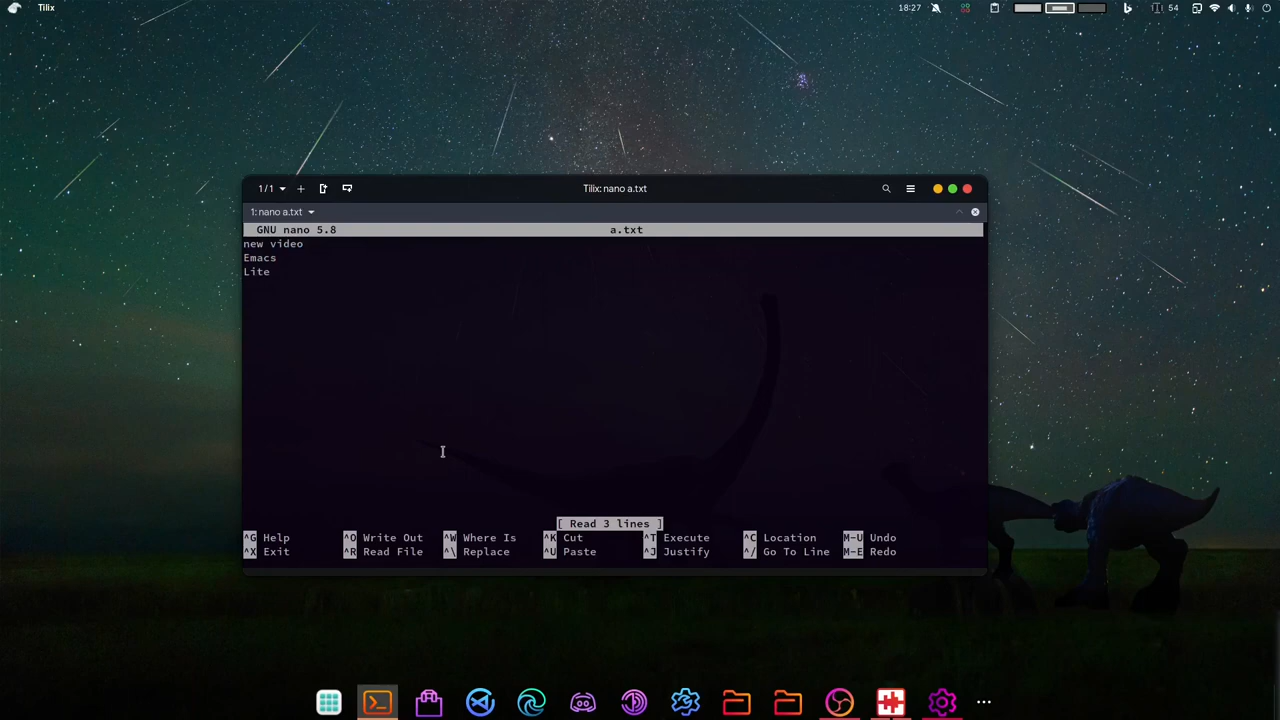 Tilix
18:27
54
1/1
Tilix: nano a.txt
1: nano a.txt
GNU nano 5.8 a.txt
new video
Emacs
Lite
[ Read 3 lines ]
^G Help ^O Write Out ^W Where Is ^K Cut ^T Execute ^C Location M-U Undo
^X Exit ^R Read File ^\ Replace ^U Paste ^J Justify ^/ Go To Line M-E Redo